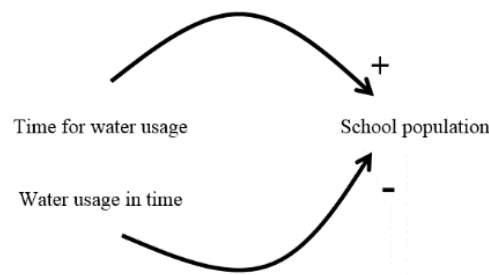 +
Time for water usage
School population
Water usage in time
-